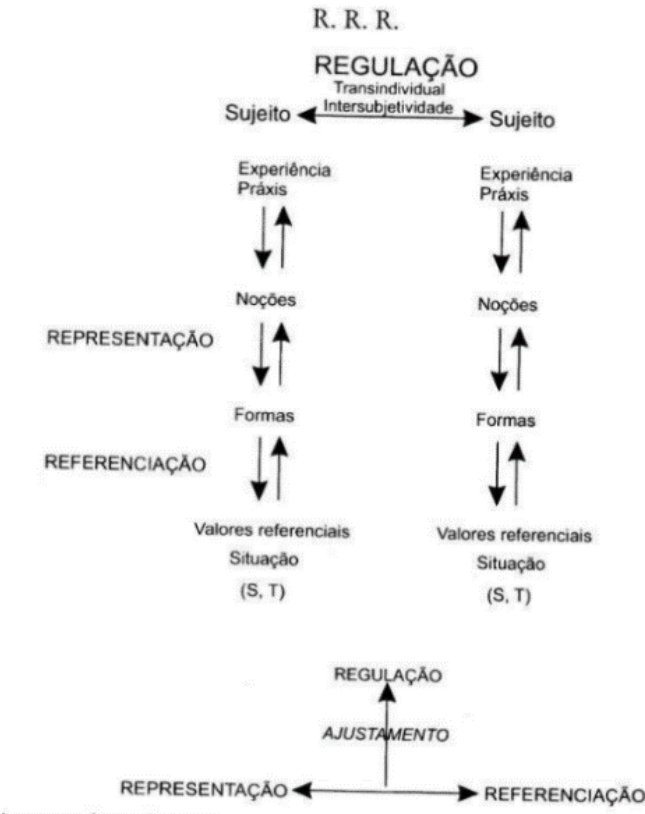 R. R. R.
REGULAÇÃO
Transindividual
Sujeito Intersubjetividade Sujeito
Experiência Experiência
Práxis Práxis
Noções Noções
REPRESENTAÇÃO
Formas Formas
REFERENCIAÇÃO
Valores referenciais Valores referenciais
Situação Situação
(S, T) (S, T)
REGULAÇÃO
AJUSTAMENTO
REPRESENTAÇÃO REFERENCIAÇÃO